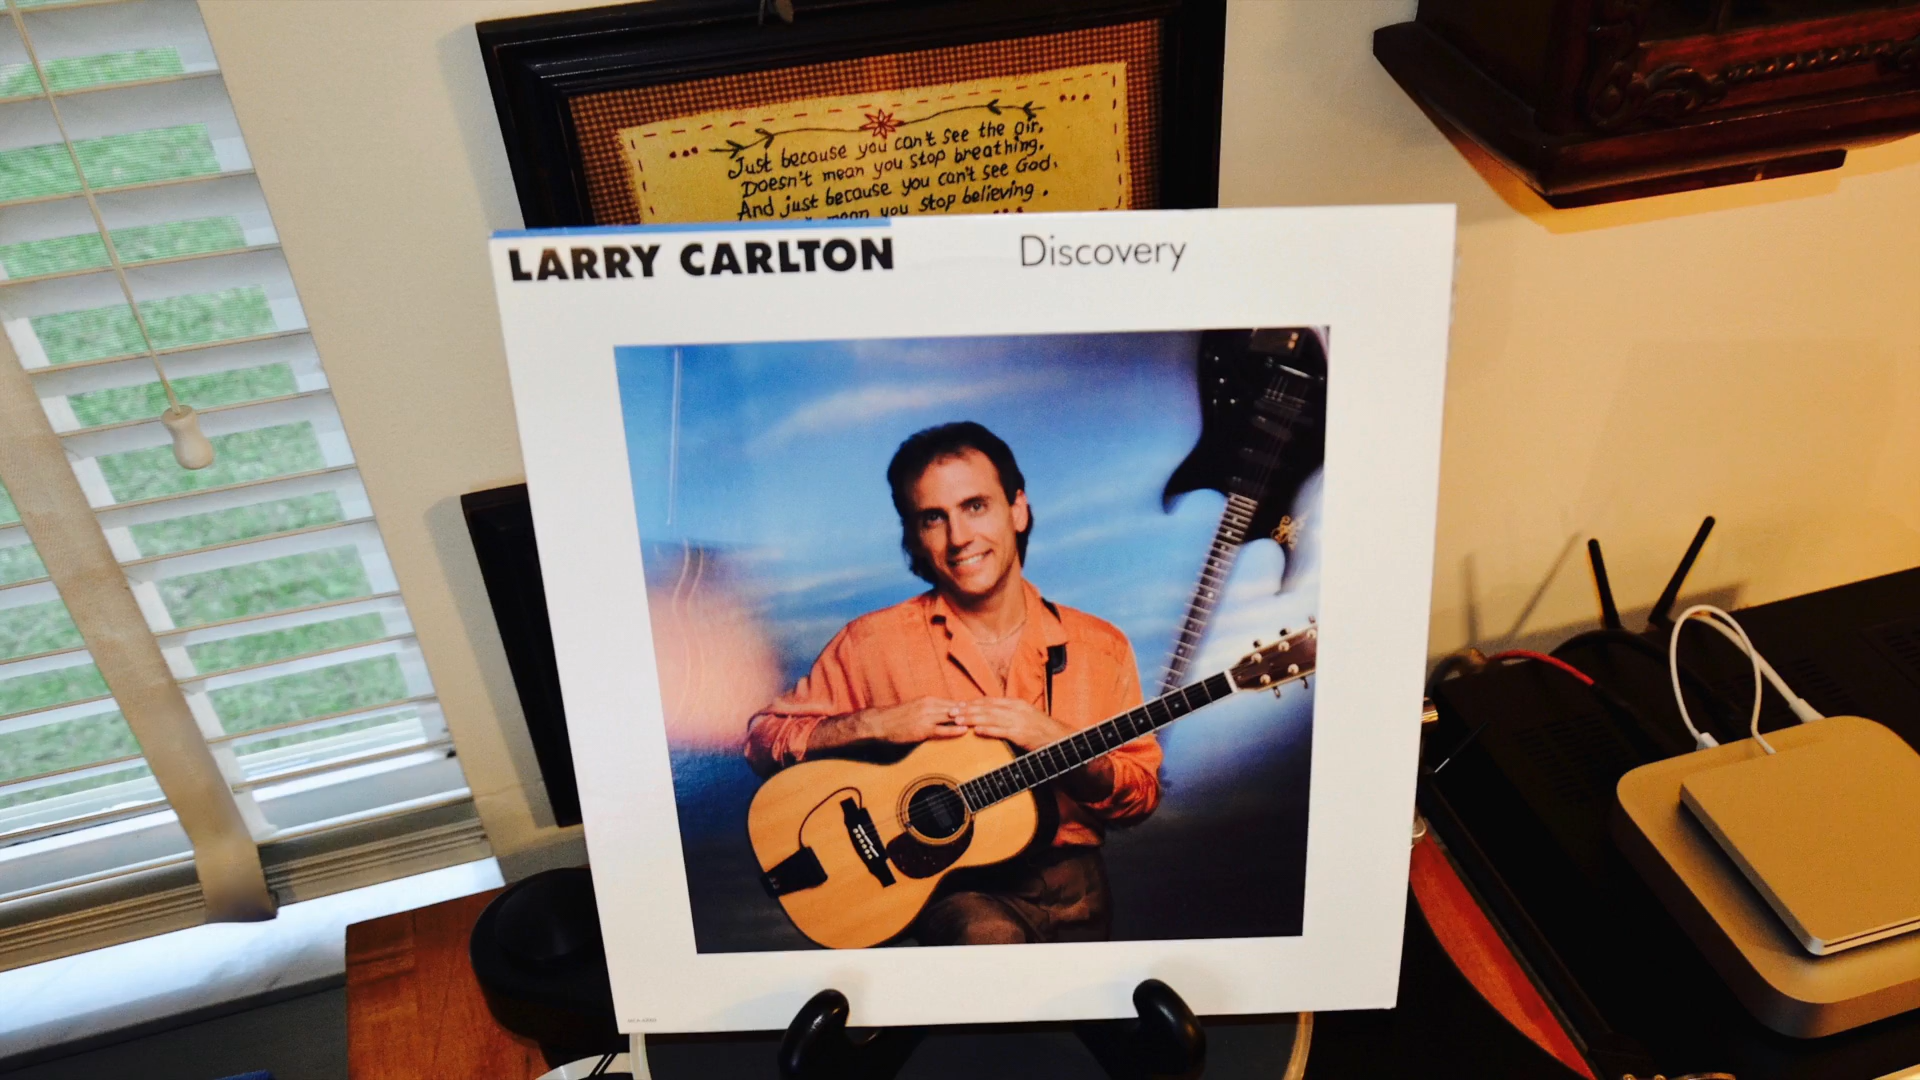 Just because you can't see the air,
Doesn't mean you stop breathing.
And just because you can't see God,
mean you stop believing.
LARRY CARLTON Discovery